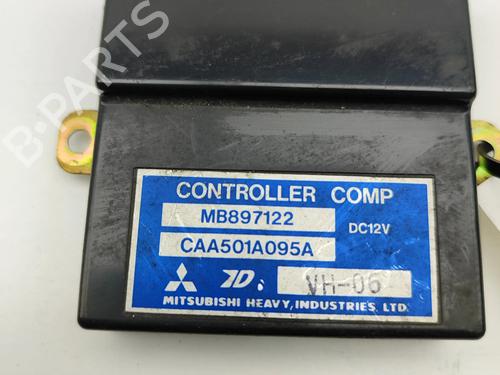 B-PARTS
CONTROLLER COMP
MB897122
DC12V
CAA501A095A
VH-06
MITSUBISHI HEAVY, INDUSTRIES, LTD.